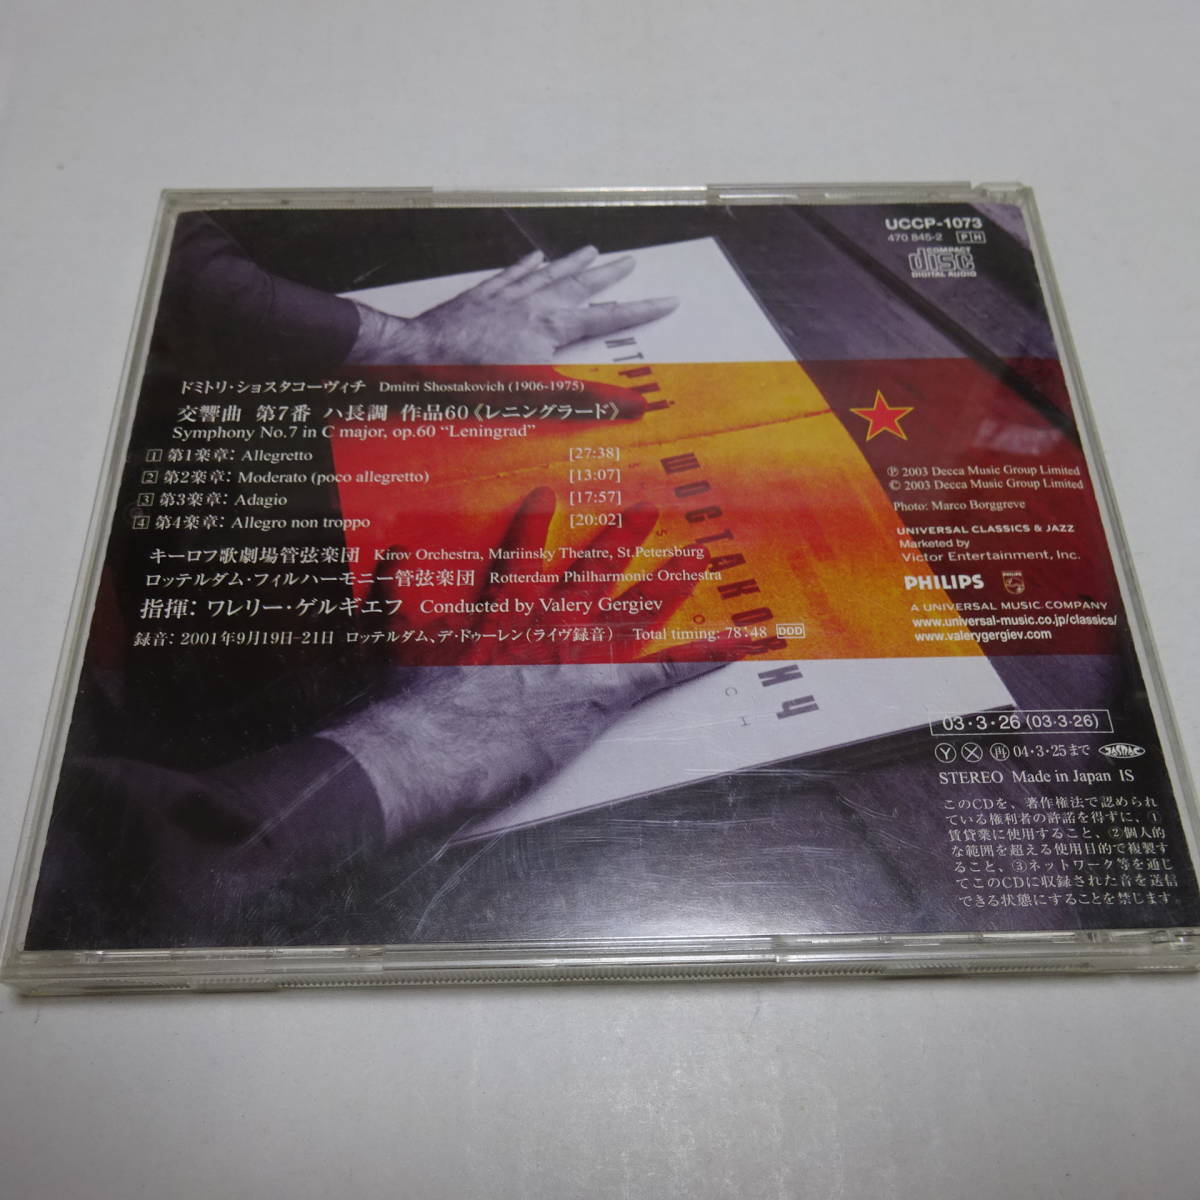 UCCP-1073
470 845-2 PH
COMPACT
disc
DIGITAL AUDIO
ドミトリ・ショスタコーヴィチ Dmitri Shostakovich (1906-1975)
交響曲 第7番 ハ長調 作品60《レニングラード》
Symphony No.7 in C major, op.60 “Leningrad”
1 第1楽章: Allegretto [27:38]
2 第2楽章: Moderato (poco allegretto) [13:07]
3 第3楽章: Adagio [17:57]
4 第4楽章: Allegro non troppo [20:02]
キーロフ歌劇場管弦楽団 Kirov Orchestra, Mariinsky Theatre, St.Petersburg
ロッテルダム・フィルハーモニー管弦楽団 Rotterdam Philharmonic Orchestra
指揮: ワレリー・ゲルギエフ Conducted by Valery Gergiev
録音: 2001年9月19日-21日 ロッテルダム、デ・ドゥーレン(ライヴ録音) Total timing: 78:48 DDD
ШОСТАКОВИЧ
℗ 2003 Decca Music Group Limited
© 2003 Decca Music Group Limited
Photo: Marco Borggreve
UNIVERSAL CLASSICS & JAZZ
Marketed by
Victor Entertainment, Inc.
PHILIPS
A UNIVERSAL MUSIC COMPANY
www.universal-music.co.jp/classics/
www.valerygergiev.com
03・3・26 (03・3・26)
Ⓨ 再 04・3・25まで JASRAC
STEREO Made in Japan IS
このCDを、著作権法で認められ
ている権利者の許諾を得ずに、①
賃貸業に使用すること、②個人的
な範囲を超える使用目的で複製す
ること、③ネットワーク等を通じ
てこのCDに収録された音を送信
できる状態にすることを禁じます。